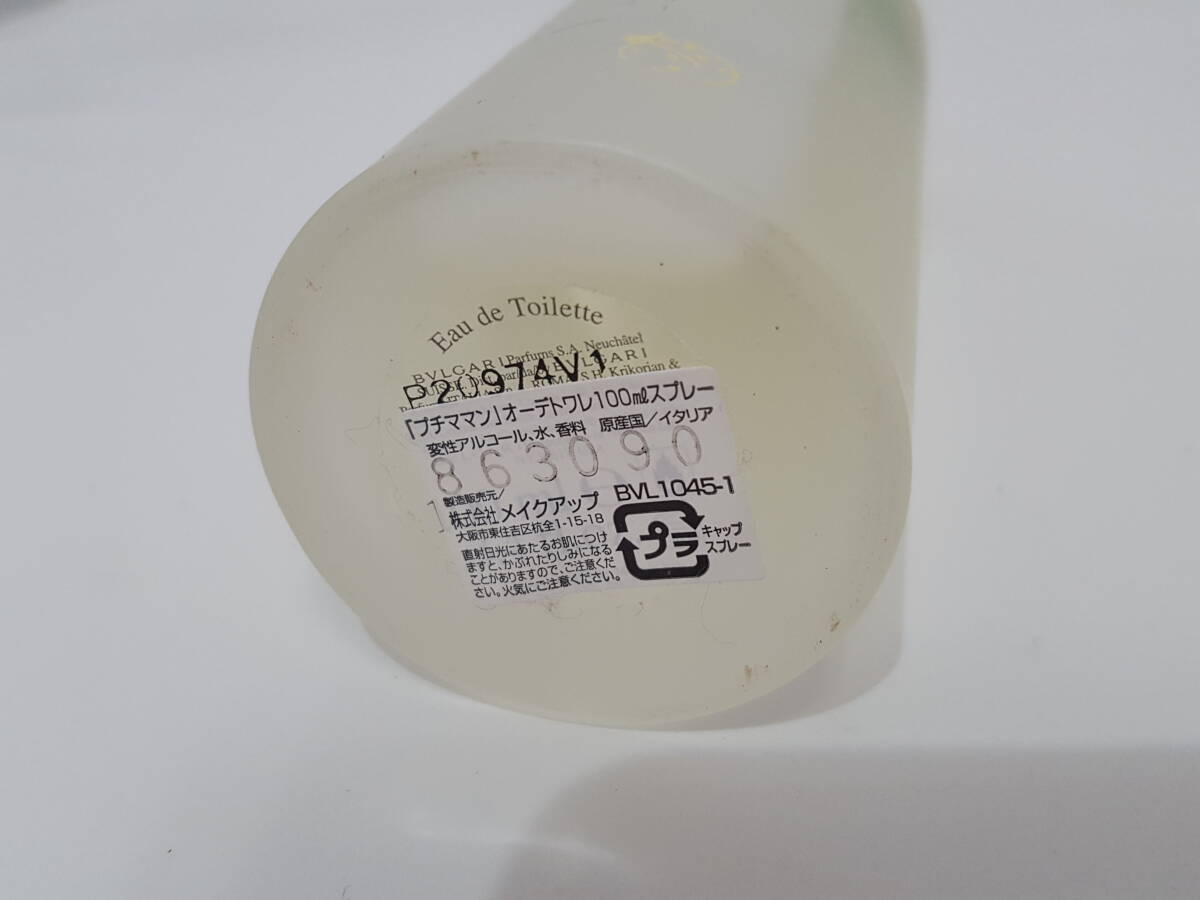 Eau de Toilette
BVLGARI Parfums S.A. Neuchâtel
BVLGARI
ROMA S.H. Krikorian &
P20974V1
「プチママン」オーデトワレ100mlスプレー
変性アルコール、水、香料 原産国/イタリア
863090
製造販売元/
株式会社メイクアップ BVL1045-1
大阪市東住吉区杭全1-15-18
直射日光にあたるお肌につけ
ますと、かぶれたりしみになる
ことがありますので、ご注意くだ
さい。火気にご注意ください。
プラ
キャップ
スプレー